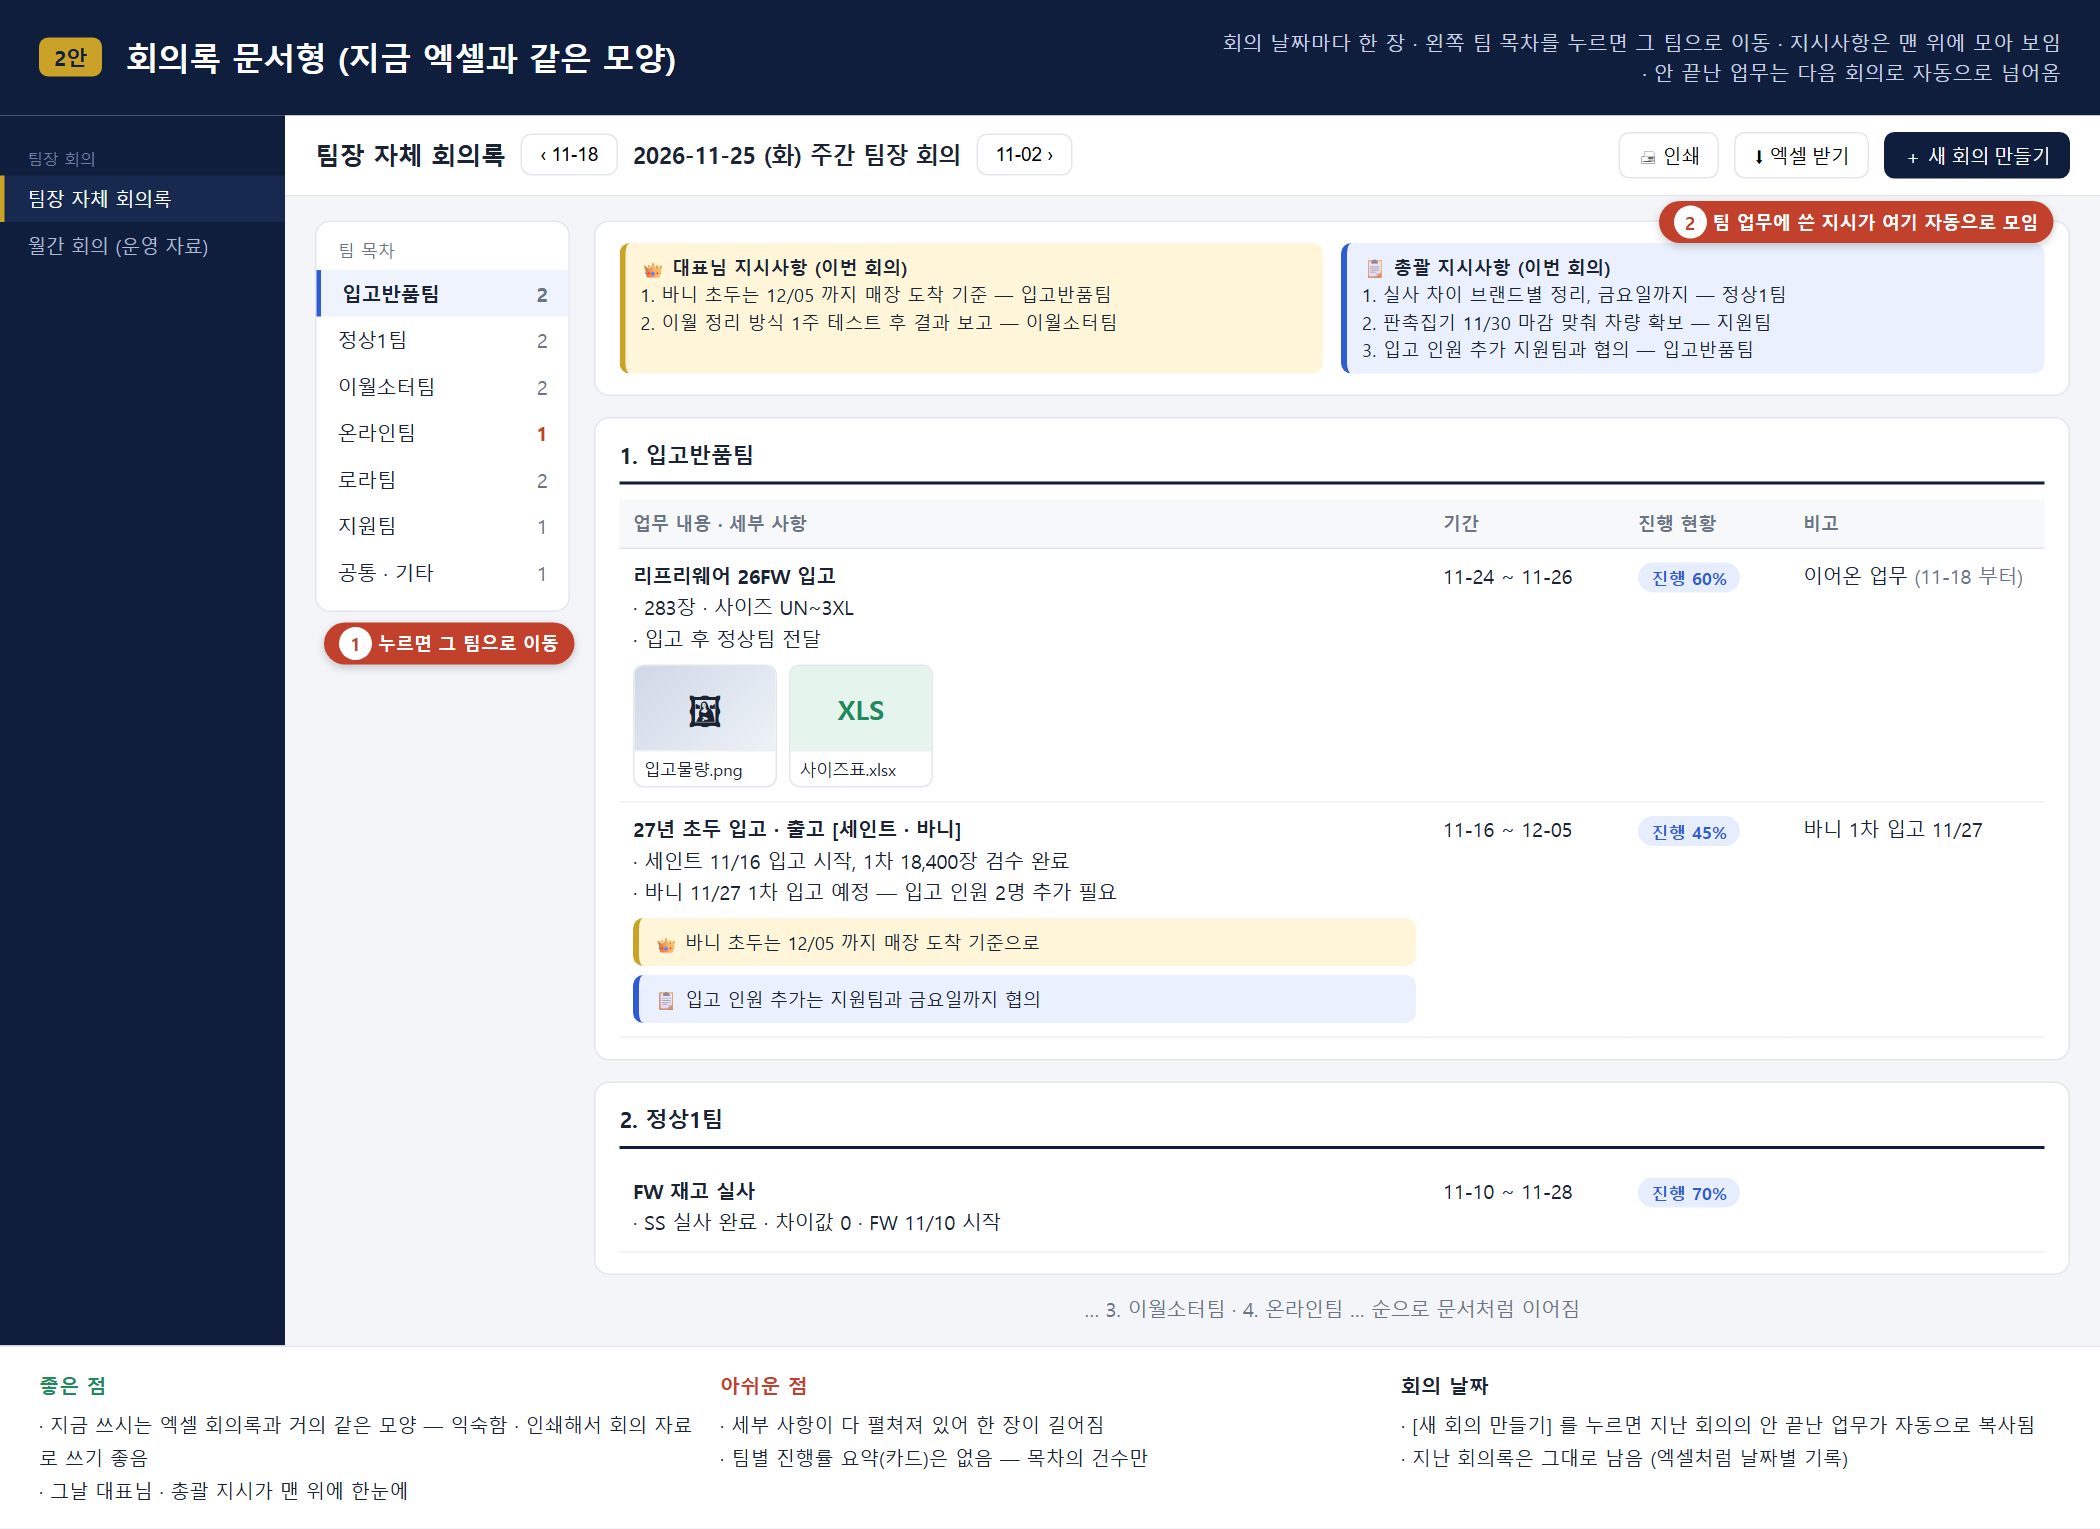 2안 회의록 문서형 (지금 엑셀과 같은 모양)
회의 날짜마다 한 장 · 왼쪽 팀 목차를 누르면 그 팀으로 이동 · 지시사항은 맨 위에 모아 보임
· 안 끝난 업무는 다음 회의로 자동으로 넘어옴
팀장 회의
팀장 자체 회의록
월간 회의 (운영 자료)
팀장 자체 회의록 ‹ 11-18 2026-11-25 (화) 주간 팀장 회의 11-02 › 인쇄 ⬇ 엑셀 받기 + 새 회의 만들기
팀 목차
입고반품팀 2
정상1팀 2
이월소터팀 2
온라인팀 1
로라팀 2
지원팀 1
공통 · 기타 1
1 누르면 그 팀으로 이동
2 팀 업무에 쓴 지시가 여기 자동으로 모임
대표님 지시사항 (이번 회의)
1. 바니 초두는 12/05 까지 매장 도착 기준 — 입고반품팀
2. 이월 정리 방식 1주 테스트 후 결과 보고 — 이월소터팀
총괄 지시사항 (이번 회의)
1. 실사 차이 브랜드별 정리, 금요일까지 — 정상1팀
2. 판촉집기 11/30 마감 맞춰 차량 확보 — 지원팀
3. 입고 인원 추가 지원팀과 협의 — 입고반품팀
1. 입고반품팀
업무 내용 · 세부 사항 기간 진행 현황 비고
리프리웨어 26FW 입고 11-24 ~ 11-26 진행 60% 이어온 업무 (11-18 부터)
· 283장 · 사이즈 UN~3XL
· 입고 후 정상팀 전달
XLS
입고물량.png 사이즈표.xlsx
27년 초두 입고 · 출고 [세인트 · 바니] 11-16 ~ 12-05 진행 45% 바니 1차 입고 11/27
· 세인트 11/16 입고 시작, 1차 18,400장 검수 완료
· 바니 11/27 1차 입고 예정 — 입고 인원 2명 추가 필요
바니 초두는 12/05 까지 매장 도착 기준으로
입고 인원 추가는 지원팀과 금요일까지 협의
2. 정상1팀
FW 재고 실사 11-10 ~ 11-28 진행 70%
· SS 실사 완료 · 차이값 0 · FW 11/10 시작
... 3. 이월소터팀 · 4. 온라인팀 ... 순으로 문서처럼 이어짐
좋은 점
· 지금 쓰시는 엑셀 회의록과 거의 같은 모양 — 익숙함 · 인쇄해서 회의 자료
로 쓰기 좋음
· 그날 대표님 · 총괄 지시가 맨 위에 한눈에
아쉬운 점
· 세부 사항이 다 펼쳐져 있어 한 장이 길어짐
· 팀별 진행률 요약(카드)은 없음 — 목차의 건수만
회의 날짜
· [새 회의 만들기] 를 누르면 지난 회의의 안 끝난 업무가 자동으로 복사됨
· 지난 회의록은 그대로 남음 (엑셀처럼 날짜별 기록)